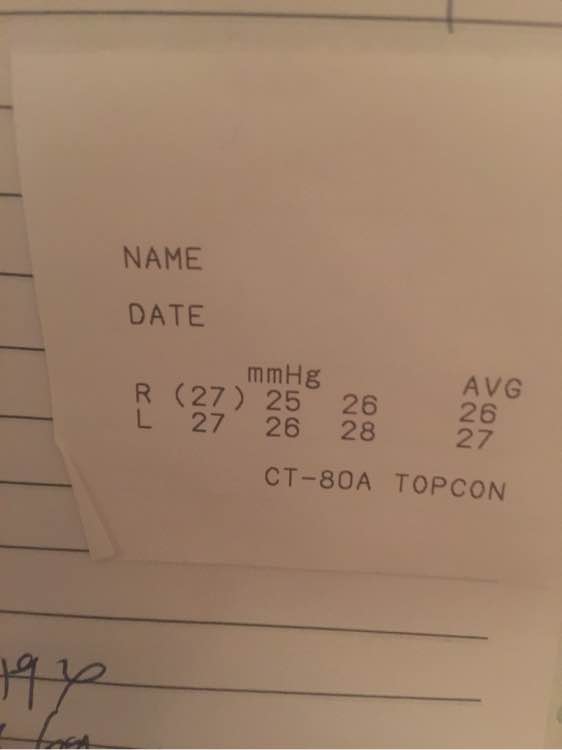 NAME
DATE
mmHg AVG
R (27) 25 26 26
L 27 26 28 27
CT-80A TOPCON